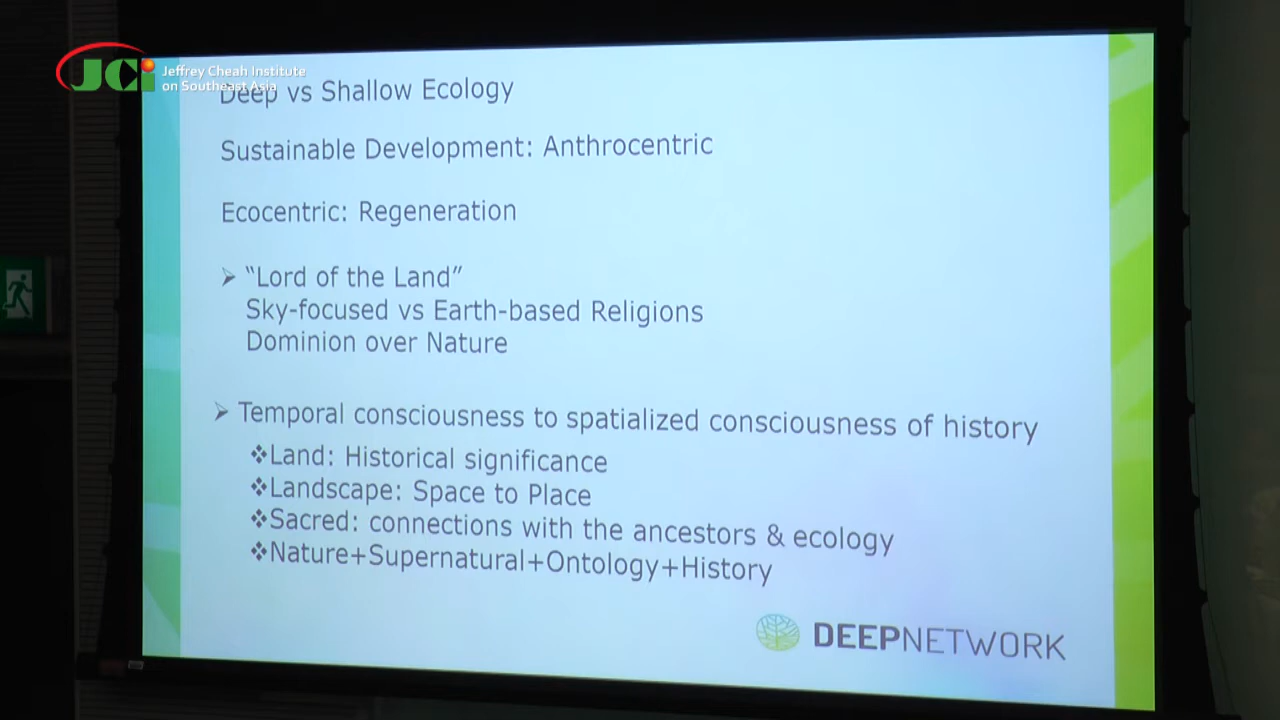 JCi Jeffrey Cheah Institute
on Southeast Asia
Deep vs Shallow Ecology
Sustainable Development: Anthrocentric
Ecocentric: Regeneration
➢ “Lord of the Land”
Sky-focused vs Earth-based Religions
Dominion over Nature
➢ Temporal consciousness to spatialized consciousness of history
❖Land: Historical significance
❖Landscape: Space to Place
❖Sacred: connections with the ancestors & ecology
❖Nature+Supernatural+Ontology+History
DEEPNETWORK